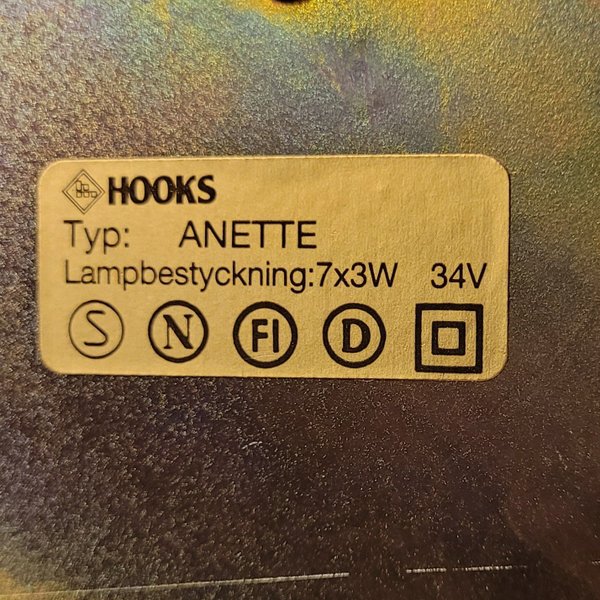 HOOKS
Typ: ANETTE
Lampbestyckning:7x3W 34V
S N FI D